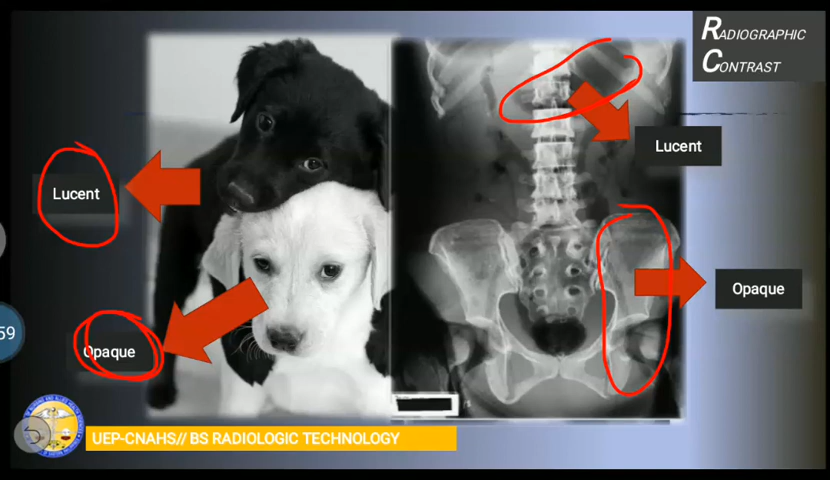 RADIOGRAPHIC
CONTRAST
Lucent
Lucent
Opaque
Opaque
59
UEP-CNAHS// BS RADIOLOGIC TECHNOLOGY